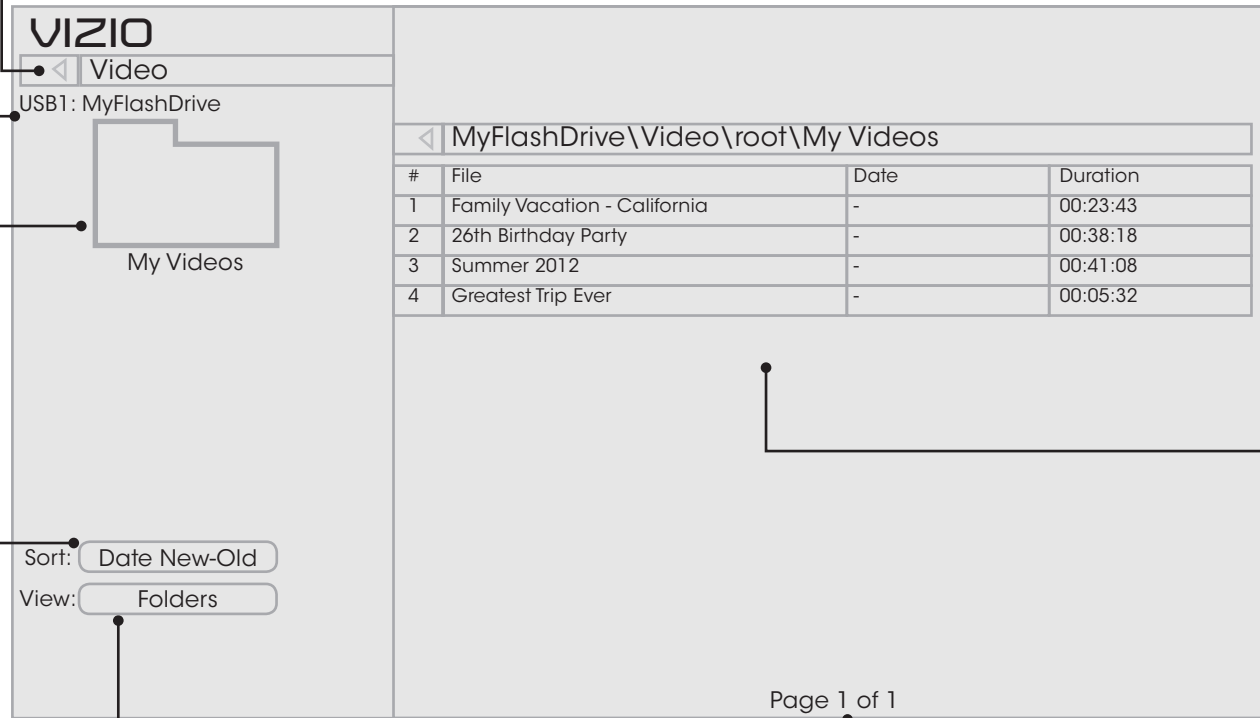 VIZIO
Video
USB1: MyFlashDrive
My Videos
Sort: Date New-Old
View: Folders
MyFlashDrive\Video\root\My Videos
# File Date Duration
1 Family Vacation - California - 00:23:43
2 26th Birthday Party - 00:38:18
3 Summer 2012 - 00:41:08
4 Greatest Trip Ever - 00:05:32
Page 1 of 1